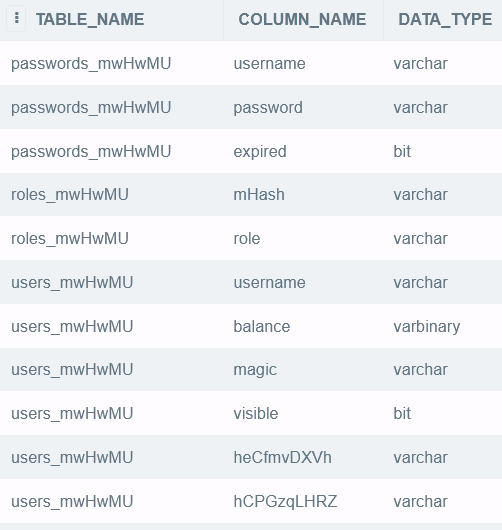 TABLE_NAME COLUMN_NAME DATA_TYPE
passwords_mwHwMU username varchar
passwords_mwHwMU password varchar
passwords_mwHwMU expired bit
roles_mwHwMU mHash varchar
roles_mwHwMU role varchar
users_mwHwMU username varchar
users_mwHwMU balance varbinary
users_mwHwMU magic varchar
users_mwHwMU visible bit
users_mwHwMU heCfmvDXVh varchar
users_mwHwMU hCPGzqLHRZ varchar